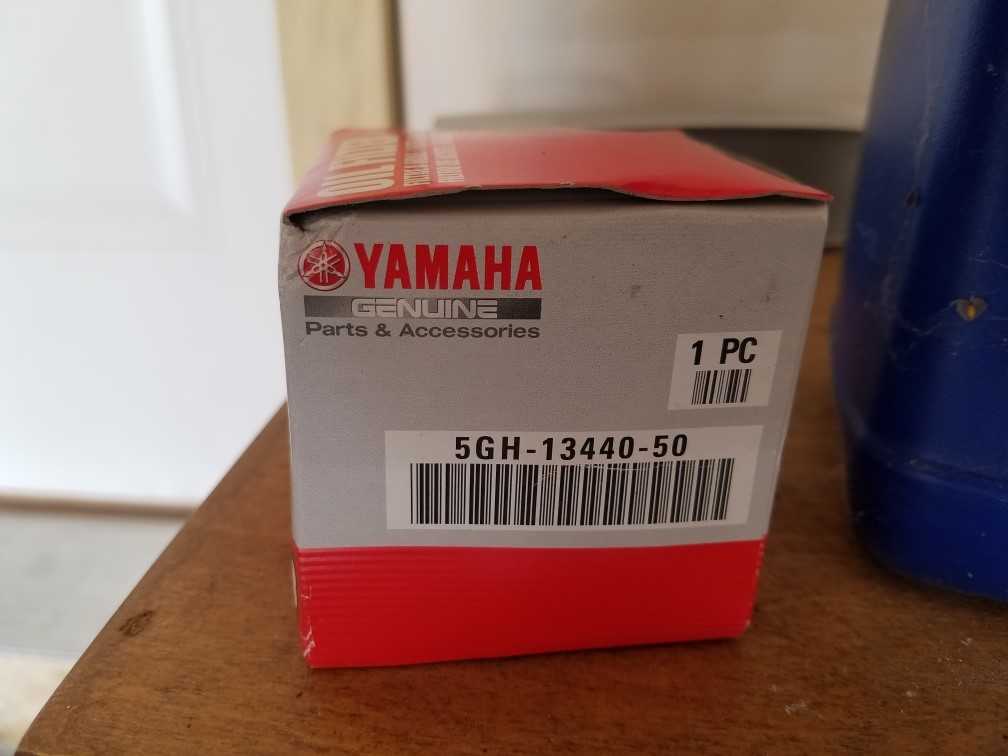 YAMAHA
GENUINE
Parts & Accessories
1 PC
5GH-13440-50